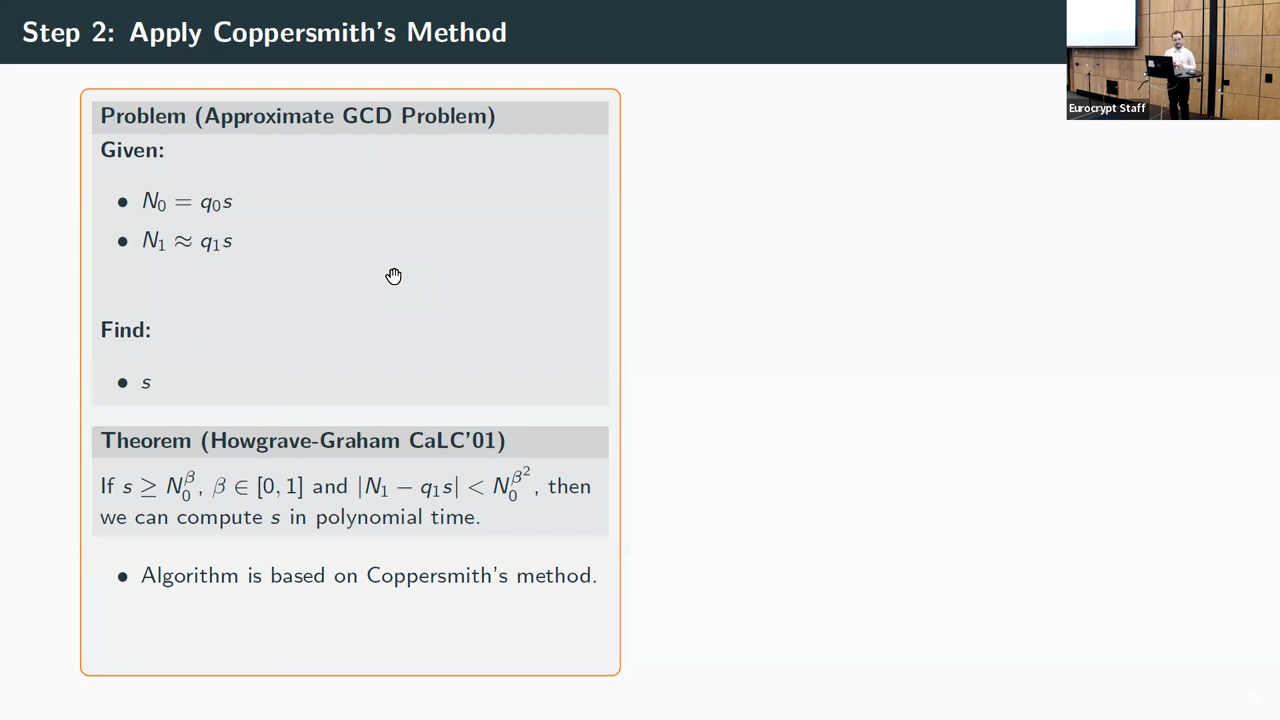 Step 2: Apply Coppersmith's Method
Eurocrypt Staff
Problem (Approximate GCD Problem)
Given:
• N₀ = q₀s
• N₁ ≈ q₁s
Find:
• s
Theorem (Howgrave-Graham CaLC'01)
If s ≥ N₀^β, β ∈ [0, 1] and |N₁ − q₁s| < N₀^β², then
we can compute s in polynomial time.
• Algorithm is based on Coppersmith's method.